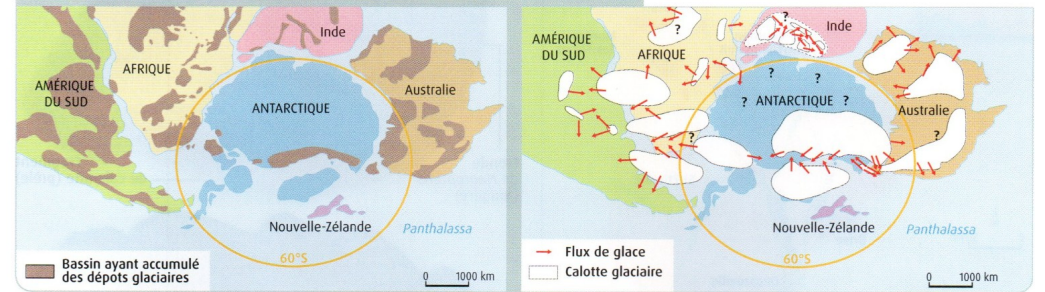 Inde
AFRIQUE
AMÉRIQUE
DU SUD
Australie
ANTARCTIQUE
Nouvelle-Zélande
Panthalassa
60°S
Bassin ayant accumulé
des dépôts glaciaires
0 1000 km
?
Inde
AMÉRIQUE
DU SUD
AFRIQUE
? ?
? ANTARCTIQUE ?
Australie
?
?
?
Nouvelle-Zélande
Panthalassa
60°S
Flux de glace
Calotte glaciaire
0 1000 km